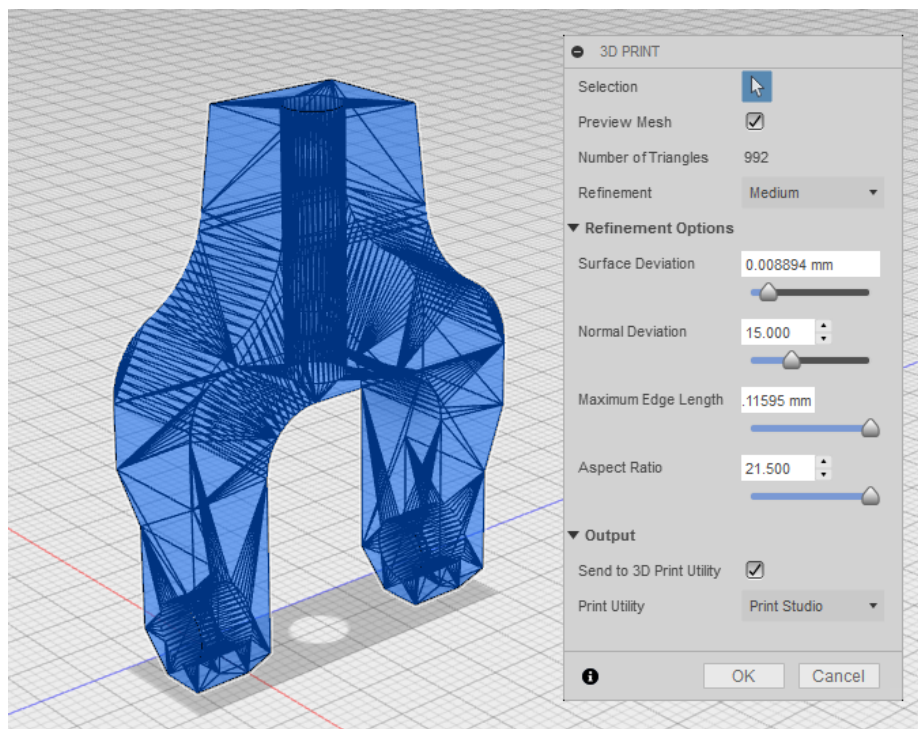 3D PRINT
Selection
Preview Mesh
Number of Triangles 992
Refinement Medium
Refinement Options
Surface Deviation 0.008894 mm
Normal Deviation 15.000
Maximum Edge Length .11595 mm
Aspect Ratio 21.500
Output
Send to 3D Print Utility
Print Utility Print Studio
OK Cancel